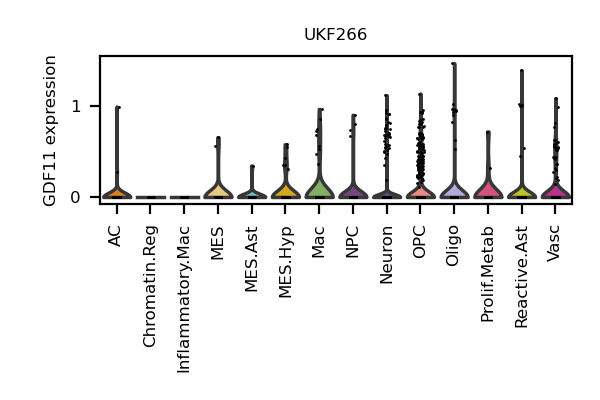 UKF266
GDF11 expression
1
0
AC
Chromatin.Reg
Inflammatory.Mac
MES
MES.Ast
MES.Hyp
Mac
NPC
Neuron
OPC
Oligo
Prolif.Metab
Reactive.Ast
Vasc